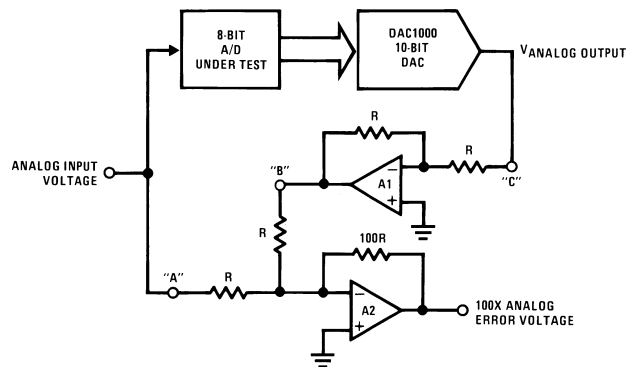 8-BIT
A/D
UNDER TEST
DAC1000
10-BIT
DAC
VANALOG OUTPUT
R
R
ANALOG INPUT
VOLTAGE
"B"
−
A1
+
"C"
R
100R
"A"
R
−
A2
+
100X ANALOG
ERROR VOLTAGE